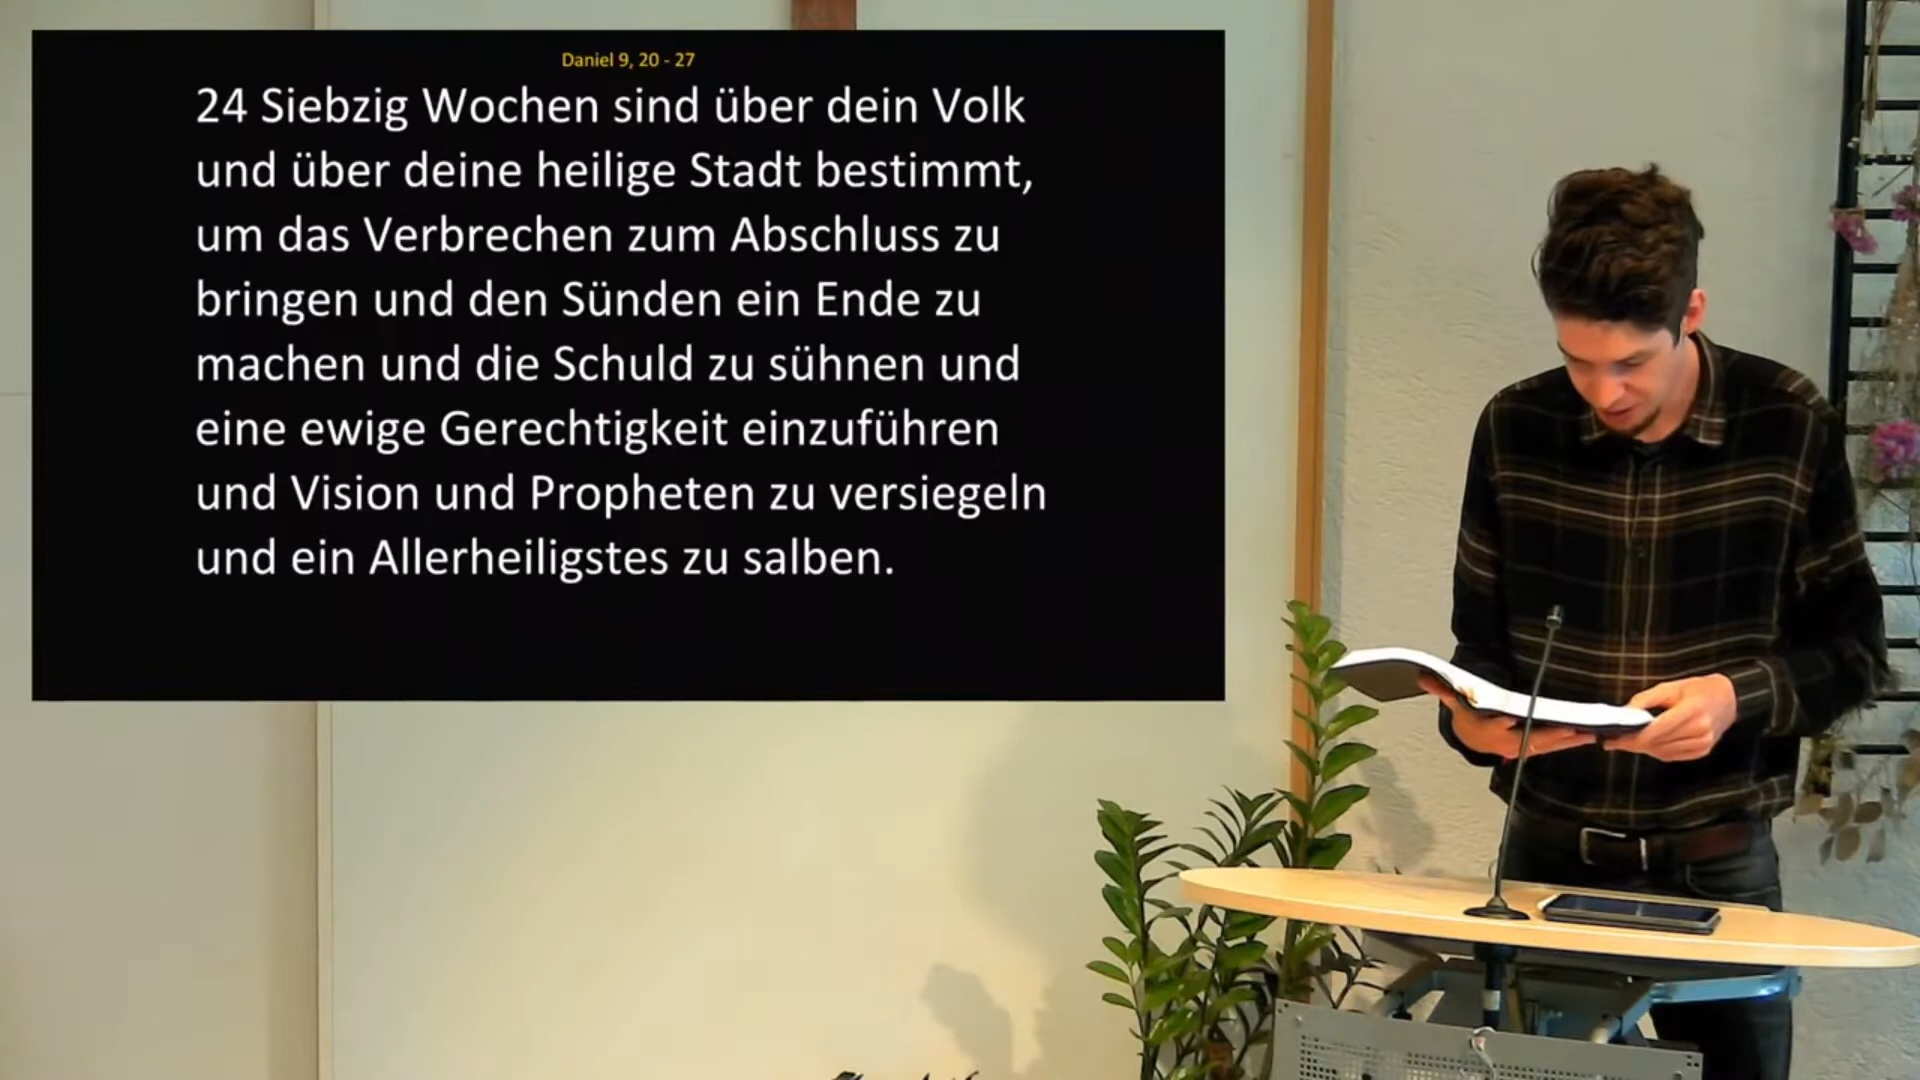 Daniel 9, 20 - 27
24 Siebzig Wochen sind über dein Volk
und über deine heilige Stadt bestimmt,
um das Verbrechen zum Abschluss zu
bringen und den Sünden ein Ende zu
machen und die Schuld zu sühnen und
eine ewige Gerechtigkeit einzuführen
und Vision und Propheten zu versiegeln
und ein Allerheiligstes zu salben.